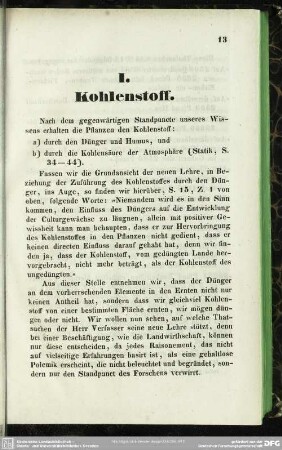 13
I.
Kohlenstoff.
Nach dem gegenwärtigen Standpuncte unseres Wis-
sens erhalten die Pflanzen den Kohlenstoff:
a) durch den Dünger und Humus, und
b) durch die Kohlensäure der Atmosphäre (Statik, S.
34—44).
Fassen wir die Grundansicht der neuen Lehre, in Be-
ziehung der Zuführung des Kohlenstoffes durch den Dün-
ger, ins Auge, so finden wir hierüber, S. 15, Z. 1 von
oben, folgende Worte: »Niemanden wird es in den Sinn
kommen, den Einfluss des Düngers auf die Entwicklung
der Culturgewächse zu läugnen, allein mit positiver Ge-
wissheit kann man behaupten, dass er zur Hervorbringung
des Kohlenstoffes in den Pflanzen nicht gedient, dass er
keinen directen Einfluss darauf gehabt hat, denn wir fin-
den ja, dass der Kohlenstoff, vom gedüngten Lande her-
vorgebracht, nicht mehr beträgt, als der Kohlenstoff des
ungedüngten.»
Aus dieser Stelle entnehmen wir, dass der Dünger
an dem vorherrschenden Elemente in den Ernten nicht nur
keinen Antheil hat, sondern dass wir gleichviel Kohlen-
stoff von einer bestimmten Fläche ernten, wir mögen dün-
gen oder nicht. Wir wollen nun sehen, auf welche That-
sachen der Herr Verfasser seine neue Lehre stützt, denn
bei einer Beschäftigung, wie die Landwirthschaft, können
nur diese entscheiden, da jedes Raisonement, das nicht
auf vielseitige Erfahrungen basirt ist, als eine gehaltlose
Polemik erscheint, die nicht beleuchtet und begründet, son-
dern nur den Standpunct des Forschens verwirrt.